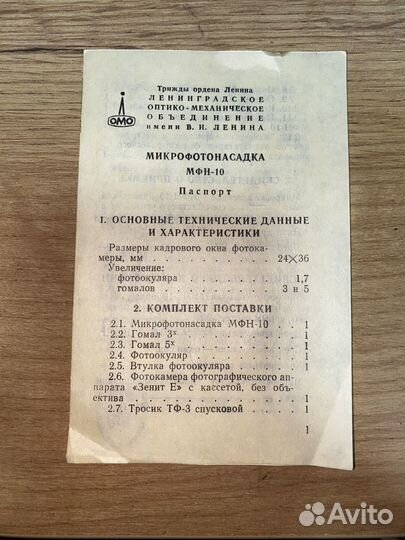 Трижды ордена Ленина
ЛЕНИНГРАДСКОЕ
ОПТИКО-МЕХАНИЧЕСКОЕ
ОБЪЕДИНЕНИЕ
имени В. И. ЛЕНИНА
ЛОМО
МИКРОФОТОНАСАДКА
МФН-10
Паспорт
1. ОСНОВНЫЕ ТЕХНИЧЕСКИЕ ДАННЫЕ
И ХАРАКТЕРИСТИКИ
Размеры кадрового окна фотока-
меры, мм . . . . . . . 24×36
Увеличение:
фотоокуляра . . . . . . . 1,7
гомалов . . . . . . . 3 и 5
2. КОМПЛЕКТ ПОСТАВКИ
2.1. Микрофотонасадка МФН-10 . . 1
2.2. Гомал 3ˣ . . . . . . . 1
2.3. Гомал 5ˣ . . . . . . . 1
2.4. Фотоокуляр . . . . . . . 1
2.5. Втулка фотоокуляра . . . . 1
2.6. Фотокамера фотографического ап-
парата «Зенит Е» с кассетой, без об-
ъектива . . . . . . . 1
2.7. Тросик ТФ-3 спусковой . . . 1
1
Avito